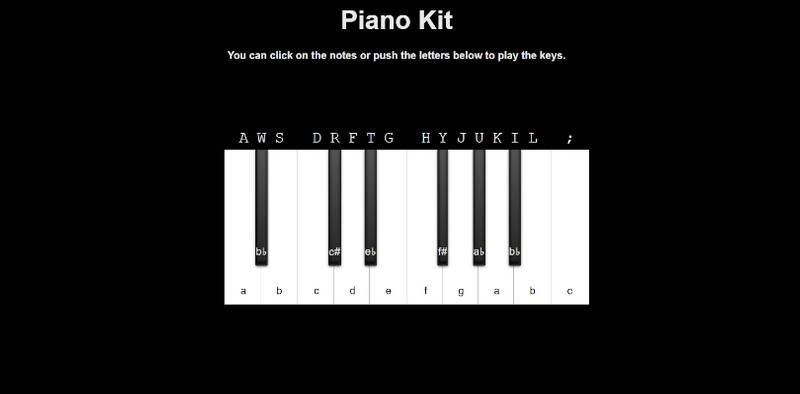 Piano Kit
You can click on the notes or push the letters below to play the keys.
A W S D R F T G H Y J U K I L ;
b♭ c# e♭ f# a♭ b♭
a b c d e f g a b c